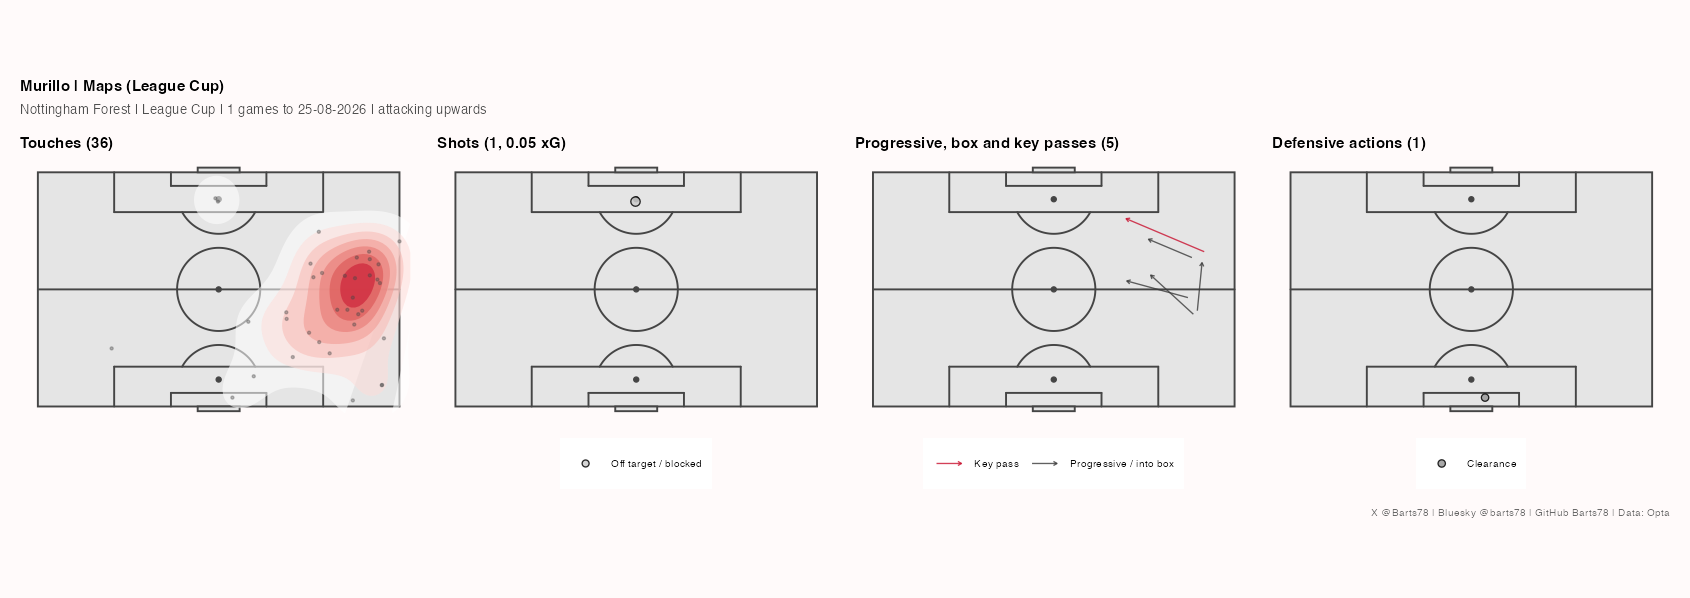 Murillo | Maps (League Cup)
Nottingham Forest | League Cup | 1 games to 25-08-2026 | attacking upwards
Touches (36)
Shots (1, 0.05 xG)
Progressive, box and key passes (5)
Defensive actions (1)
Off target / blocked
Key pass
Progressive / into box
Clearance
X @Barts78 | Bluesky @barts78 | GitHub Barts78 | Data: Opta